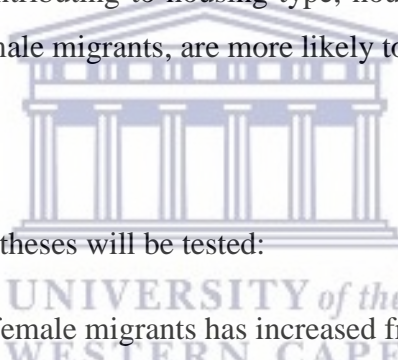 ntributing to housing type, hou
nale migrants, are more likely to
theses will be tested:
UNIVERSITY of the
female migrants has increased fr
WESTERN CAPE